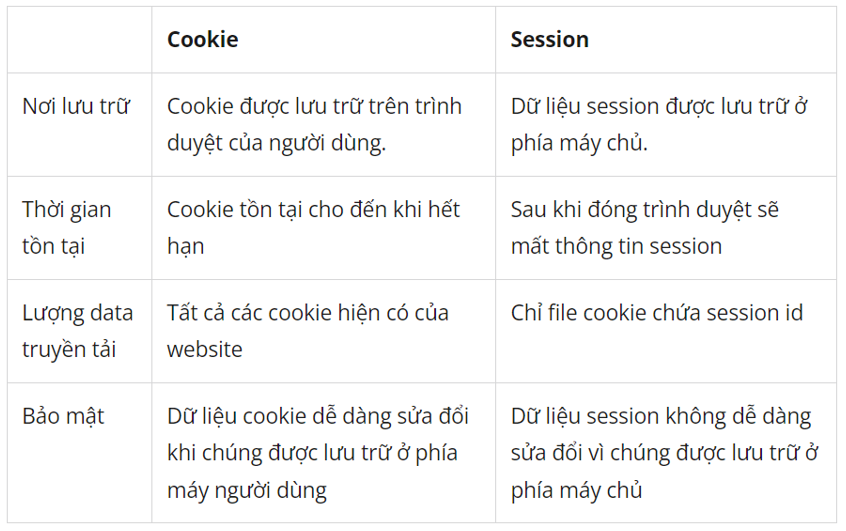 Cookie
Session
Nơi lưu trữ
Cookie được lưu trữ trên trình
duyệt của người dùng.
Dữ liệu session được lưu trữ ở
phía máy chủ.
Thời gian
tồn tại
Cookie tồn tại cho đến khi hết
hạn
Sau khi đóng trình duyệt sẽ
mất thông tin session
Lượng data
truyền tải
Tất cả các cookie hiện có của
website
Chỉ file cookie chứa session id
Bảo mật
Dữ liệu cookie dễ dàng sửa đổi
khi chúng được lưu trữ ở phía
máy người dùng
Dữ liệu session không dễ dàng
sửa đổi vì chúng được lưu trữ ở
phía máy chủ